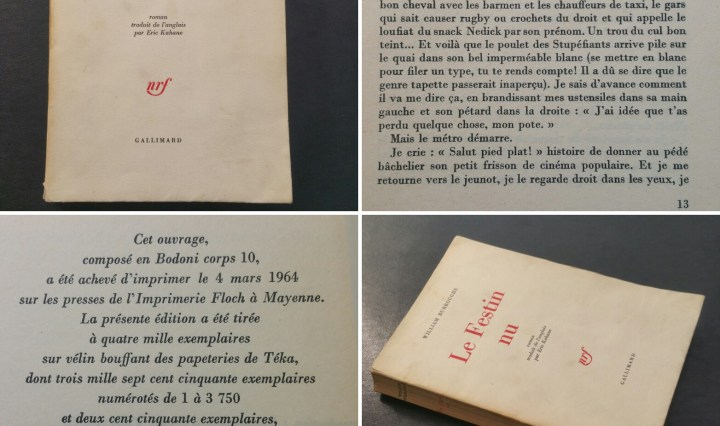 roman
traduit de l'anglais
par Eric Kahane
nrf
GALLIMARD
bon cheval avec les barmen et les chauffeurs de taxi, le gars
qui sait causer rugby ou crochets du droit et qui appelle le
loufiat du snack Nedick par son prénom. Un trou du cul bon
teint... Et voilà que le poulet des Stupéfiants arrive pile sur
le quai dans son bel imperméable blanc (se mettre en blanc
pour filer un type, tu te rends compte! Il a dû se dire que le
genre tapette passerait inaperçu). Je sais d'avance comment
il va me dire ça, en brandissant mes ustensiles dans sa main
gauche et son pétard dans la droite : « J'ai idée que t'as
perdu quelque chose, mon pote. »
Mais le métro démarre.
Je crie : « Salut pied plat! » histoire de donner au pédé
bâchelier son petit frisson de cinéma populaire. Et je me
retourne vers le jeunot, je le regarde droit dans les yeux, je
13
Cet ouvrage,
composé en Bodoni corps 10,
a été achevé d'imprimer le 4 mars 1964
sur les presses de l'Imprimerie Floch à Mayenne.
La présente édition a été tirée
à quatre mille exemplaires
sur vélin bouffant des papeteries de Téka,
dont trois mille sept cent cinquante exemplaires
numérotés de 1 à 3 750
et deux cent cinquante exemplaires,
WILLIAM BURROUGHS
Le Festin
nu
roman
traduit de l'anglais
par Eric Kahane
nrf
GALLIMARD